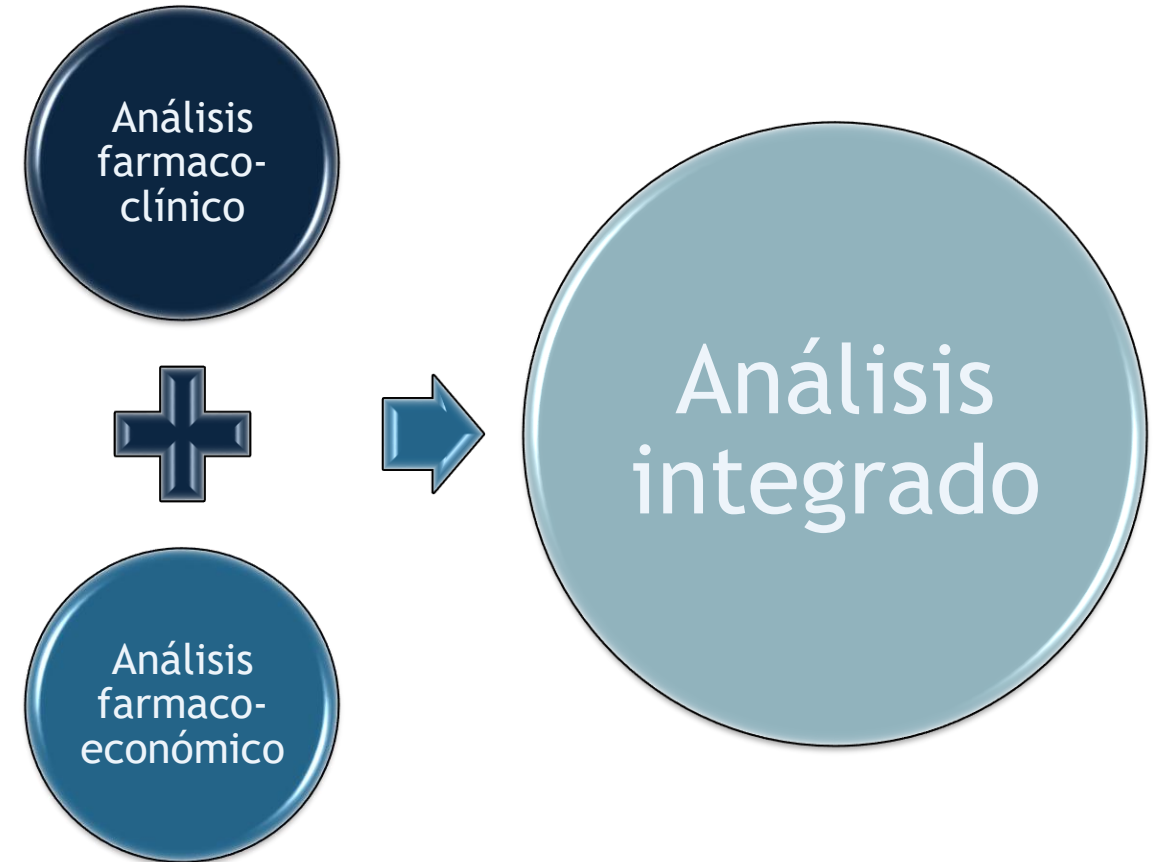 Análisis
farmaco-
clínico
Análisis
farmaco-
económico
Análisis
integrado